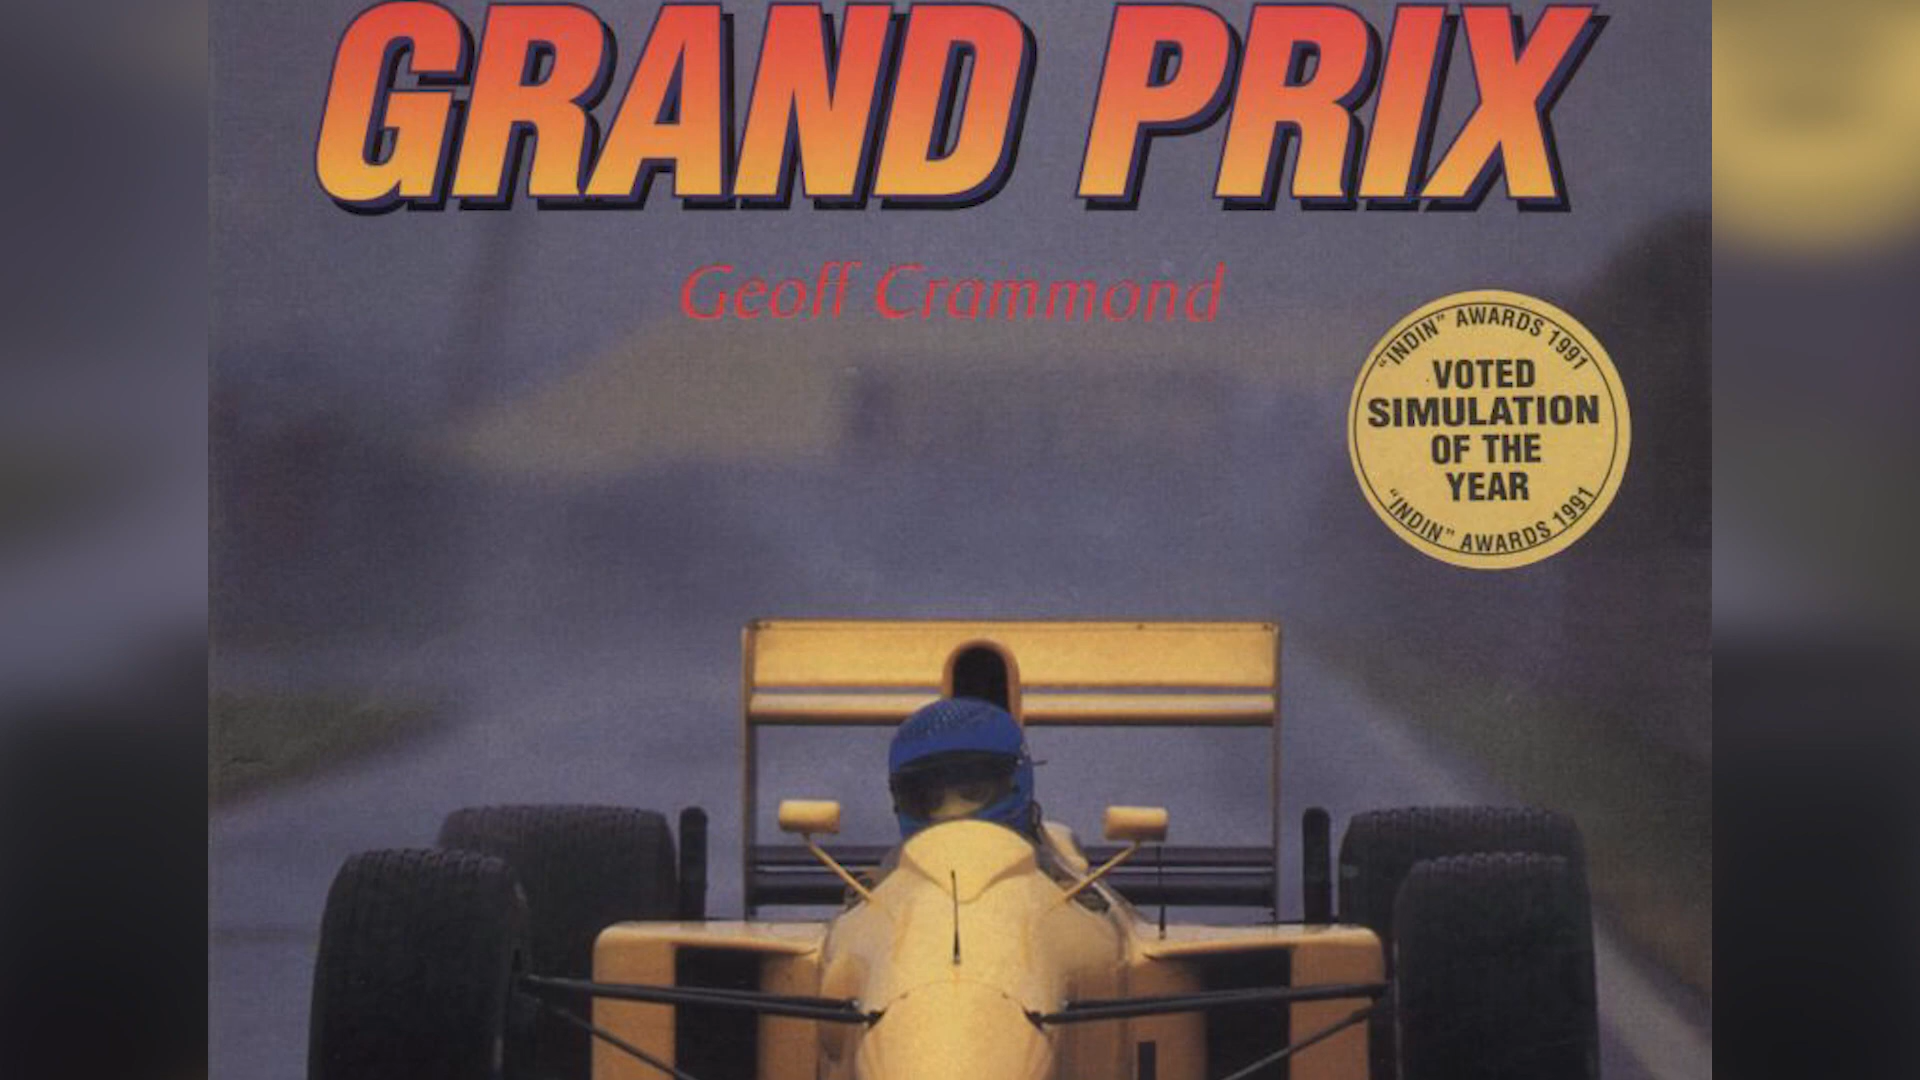 GRAND PRIX
Geoff Crammond
"INDIN" AWARDS 1991
VOTED
SIMULATION
OF THE
YEAR
"INDIN" AWARDS 1991